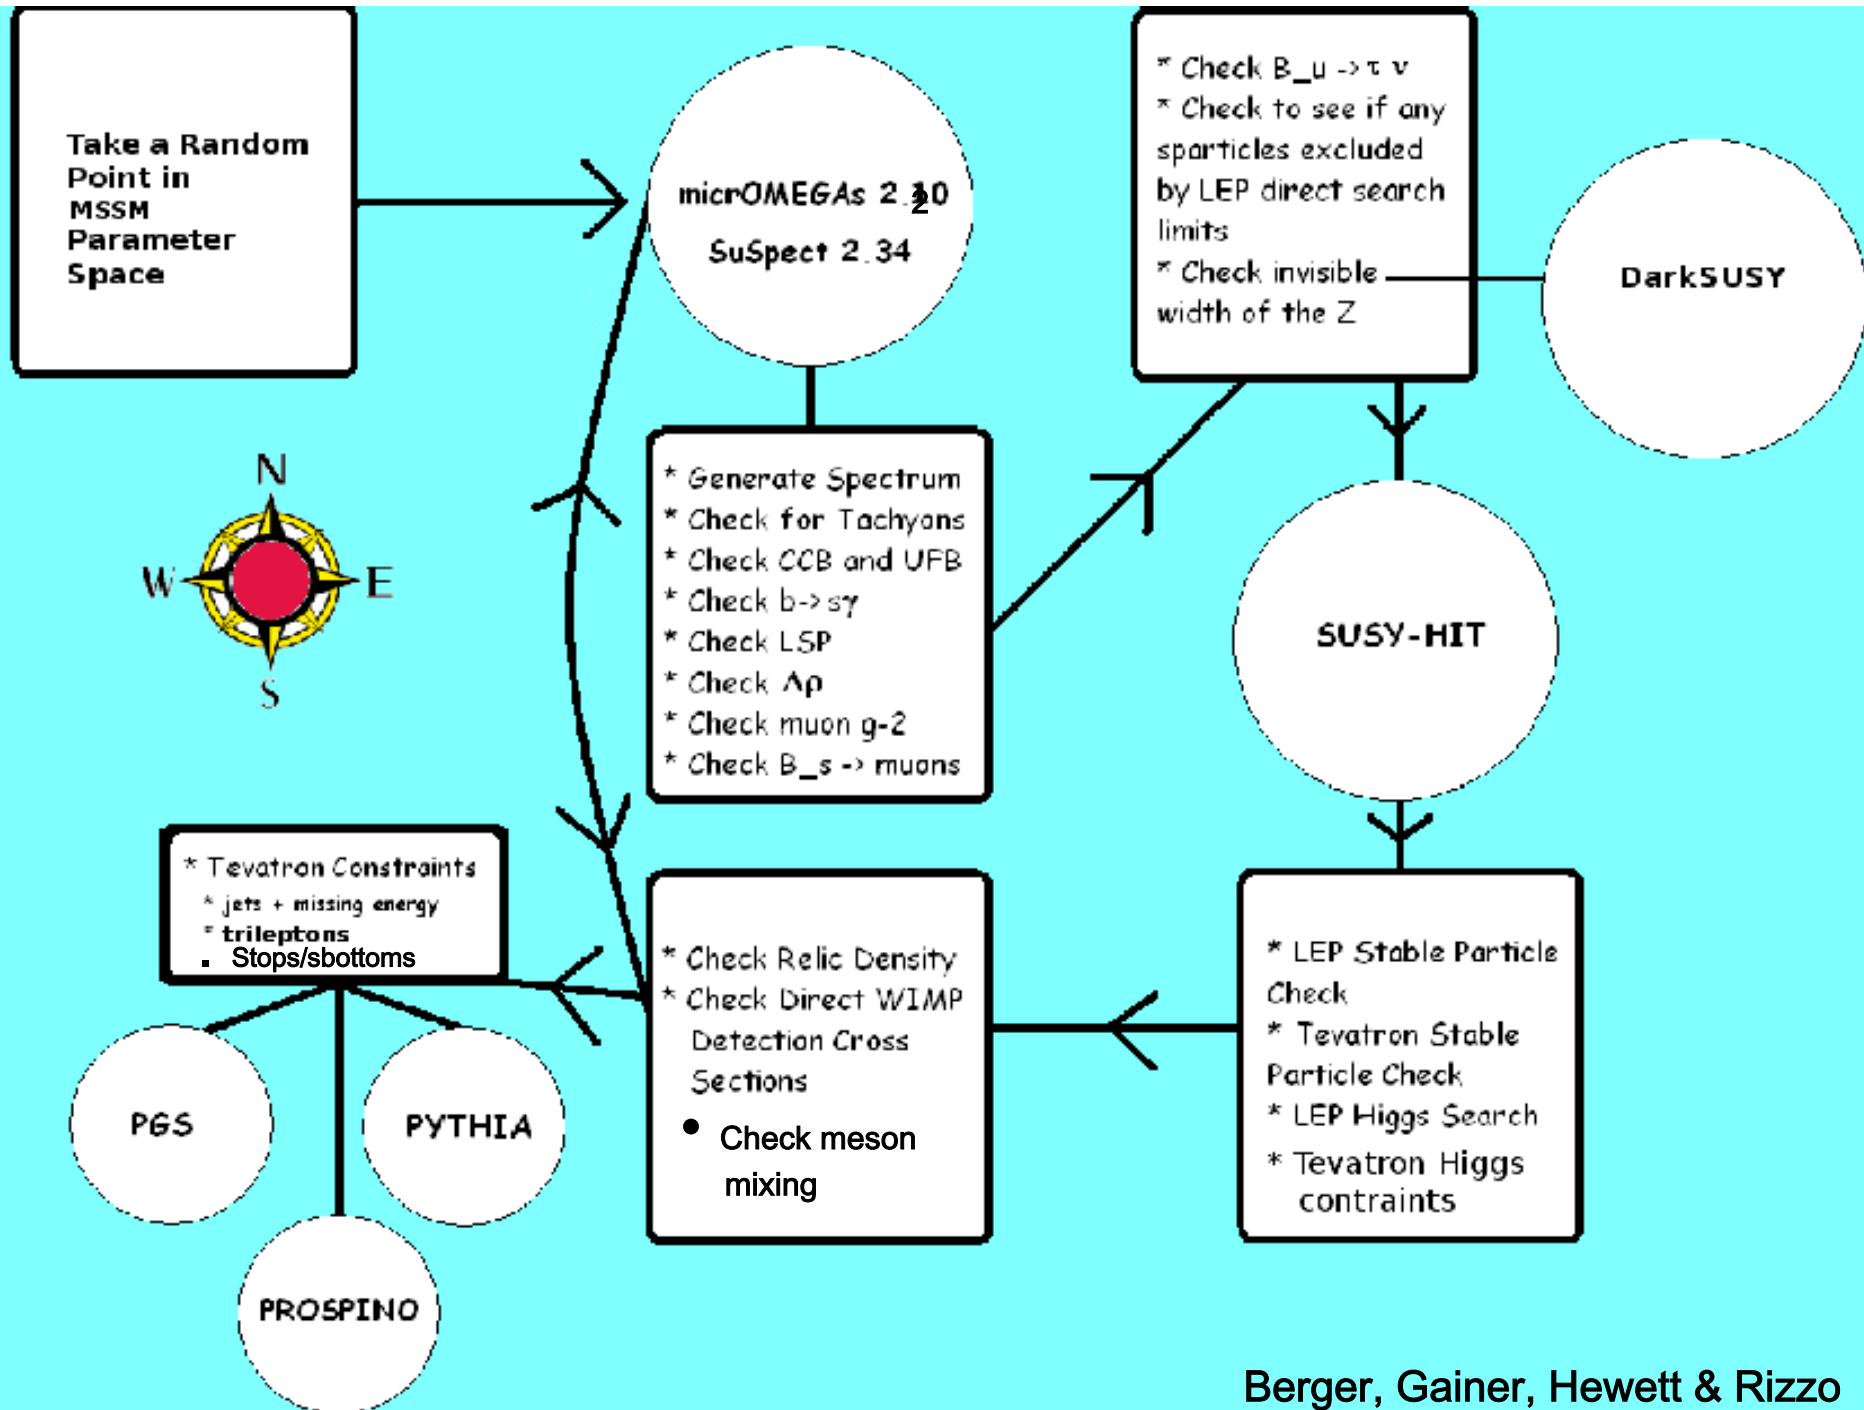 Take a Random
Point in
MSSM
Parameter
Space
micrOMEGAs 2.20
SuSpect 2.34
* Generate Spectrum
* Check for Tachyons
* Check CCB and UFB
* Check b->sγ
* Check LSP
* Check Δρ
* Check muon g-2
* Check B_s -> muons
* Check B_u -> τ ν
* Check to see if any
sparticles excluded
by LEP direct search
limits
* Check invisible
width of the Z
DarkSUSY
SUSY-HIT
* LEP Stable Particle
Check
* Tevatron Stable
Particle Check
* LEP Higgs Search
* Tevatron Higgs
contraints
* Check Relic Density
* Check Direct WIMP
Detection Cross
Sections
• Check meson
mixing
* Tevatron Constraints
* jets + missing energy
* trileptons
. Stops/sbottoms
PGS
PYTHIA
PROSPINO
N
W
E
S
Berger, Gainer, Hewett & Rizzo